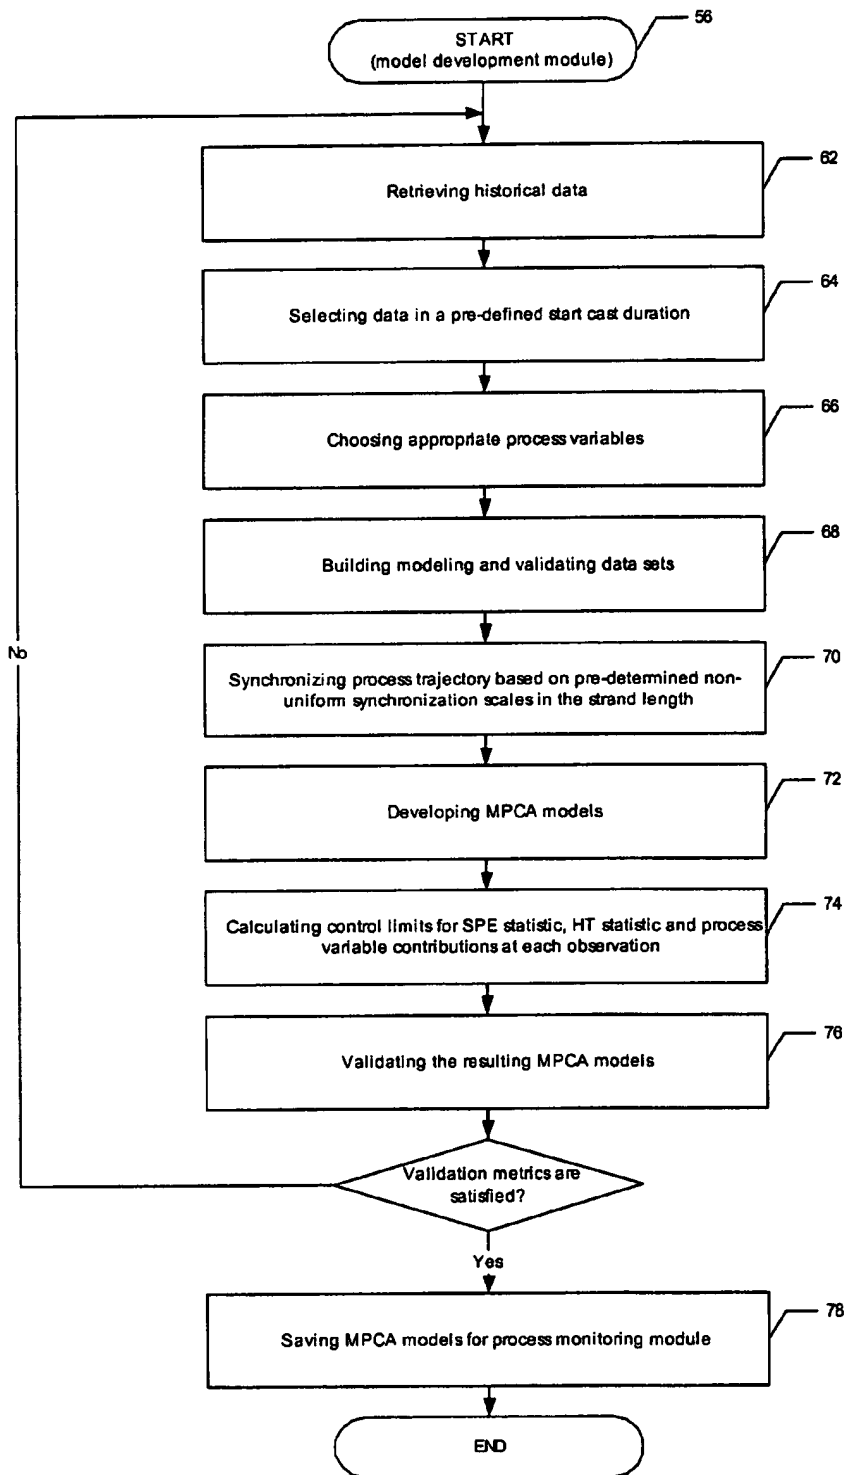 56
START
(model development module)
62
Retrieving historical data
64
Selecting data in a pre-defined start cast duration
66
Choosing appropriate process variables
68
Building modeling and validating data sets
No
70
Synchronizing process trajectory based on pre-determined non-
uniform synchronization scales in the strand length
72
Developing MPCA models
74
Calculating control limits for SPE statistic, HT statistic and process
variable contributions at each observation
76
Validating the resulting MPCA models
Validation metrics are
satisfied?
Yes
78
Saving MPCA models for process monitoring module
END